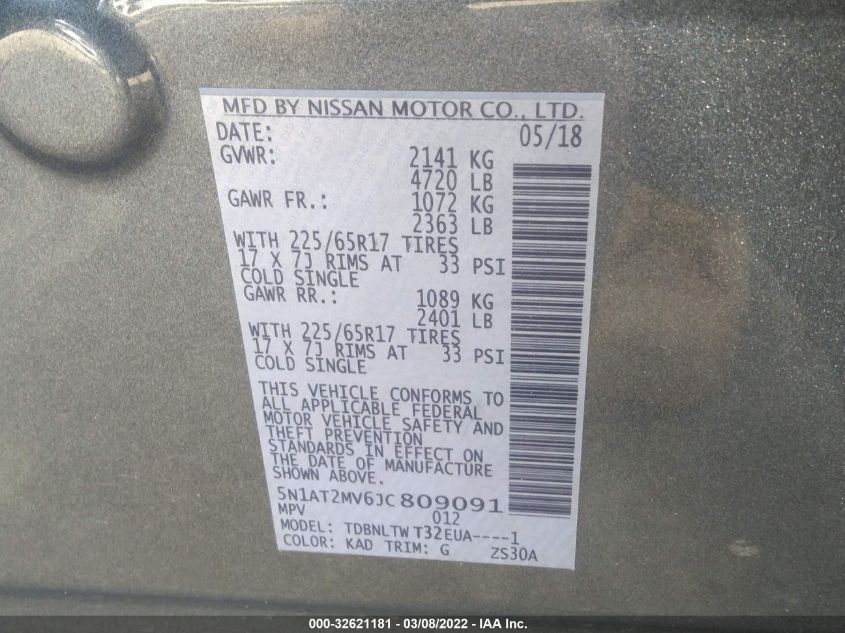 MFD BY NISSAN MOTOR CO., LTD.
DATE: 05/18
GVWR: 2141 KG
4720 LB
GAWR FR.: 1072 KG
2363 LB
WITH 225/65R17 TIRES
17 X 7J RIMS AT 33 PSI
COLD SINGLE
GAWR RR.: 1089 KG
2401 LB
WITH 225/65R17 TIRES
17 X 7J RIMS AT 33 PSI
COLD SINGLE
THIS VEHICLE CONFORMS TO
ALL APPLICABLE FEDERAL
MOTOR VEHICLE SAFETY AND
THEFT PREVENTION
STANDARDS IN EFFECT ON
THE DATE OF MANUFACTURE
SHOWN ABOVE.
5N1AT2MV6JC809091
MPV 012
MODEL: TDBNLTW T32EUA----1
COLOR: KAD TRIM: G ZS30A
000-32621181 - 03/08/2022 - IAA Inc.